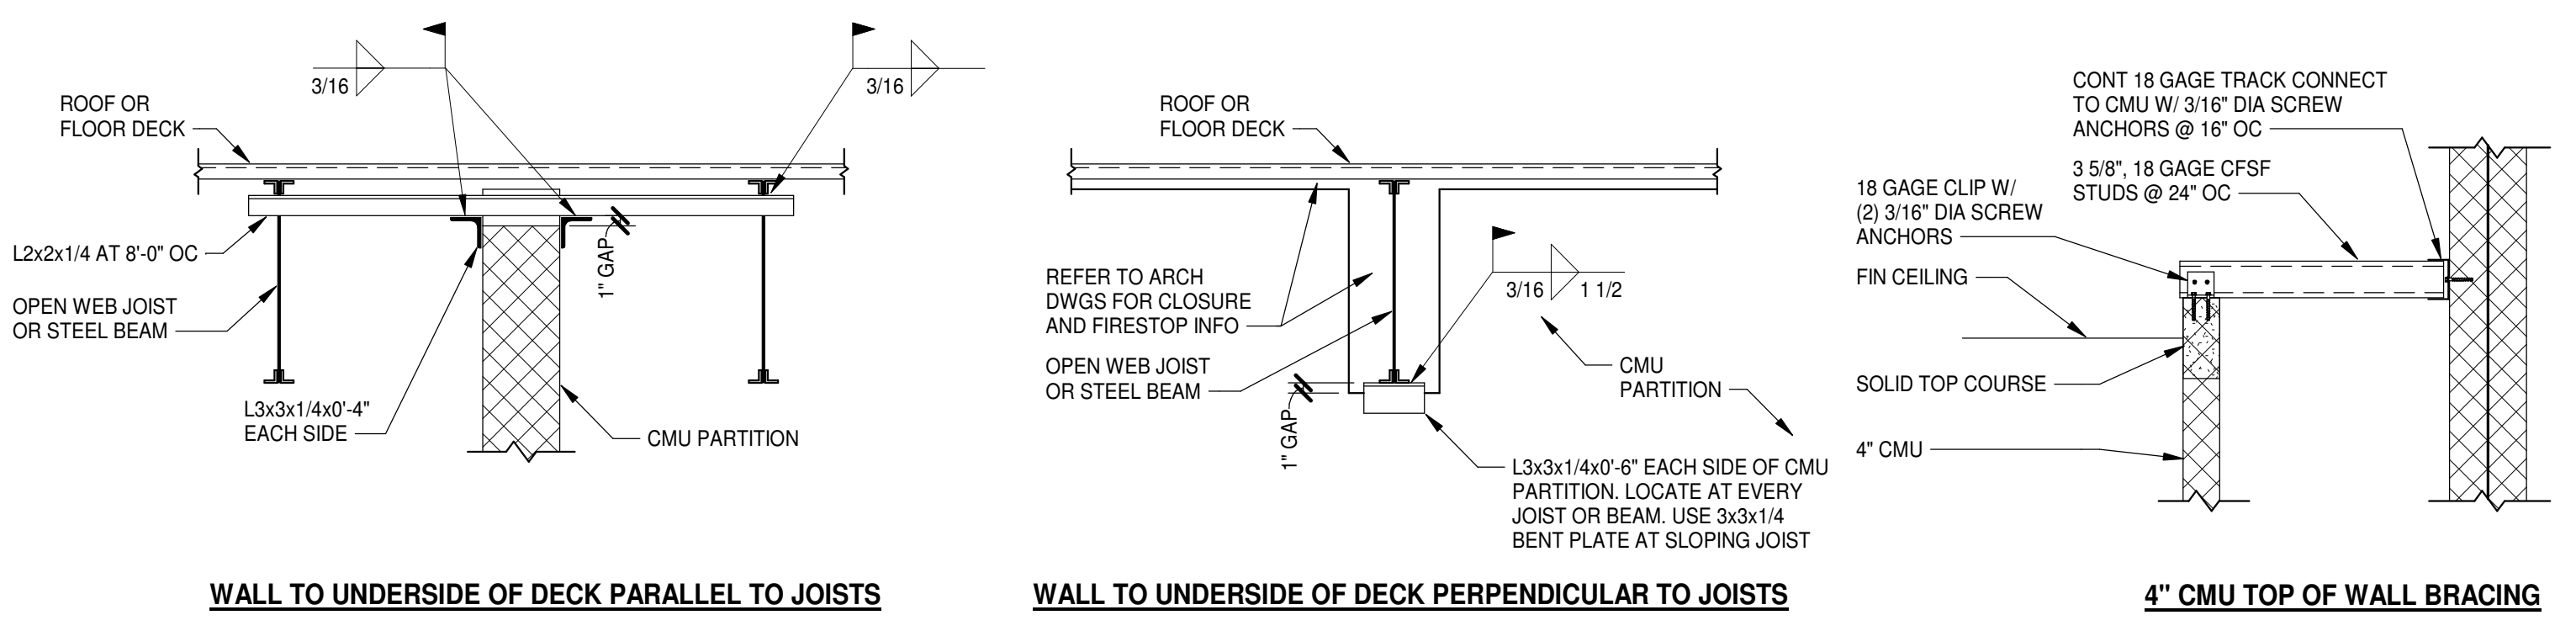 3/16
3/16
ROOF OR
FLOOR DECK
L2x2x1/4 AT 8'-0" OC
OPEN WEB JOIST
OR STEEL BEAM
L3x3x1/4x0'-4"
EACH SIDE
1" GAP
CMU PARTITION
WALL TO UNDERSIDE OF DECK PARALLEL TO JOISTS
ROOF OR
FLOOR DECK
REFER TO ARCH
DWGS FOR CLOSURE
AND FIRESTOP INFO
OPEN WEB JOIST
OR STEEL BEAM
1" GAP
3/16
1 1/2
CMU
PARTITION
L3x3x1/4x0'-6" EACH SIDE OF CMU
PARTITION. LOCATE AT EVERY
JOIST OR BEAM. USE 3x3x1/4
BENT PLATE AT SLOPING JOIST
WALL TO UNDERSIDE OF DECK PERPENDICULAR TO JOISTS
CONT 18 GAGE TRACK CONNECT
TO CMU W/ 3/16" DIA SCREW
ANCHORS @ 16" OC
3 5/8", 18 GAGE CFSF
STUDS @ 24" OC
18 GAGE CLIP W/
(2) 3/16" DIA SCREW
ANCHORS
FIN CEILING
SOLID TOP COURSE
4" CMU
4" CMU TOP OF WALL BRACING